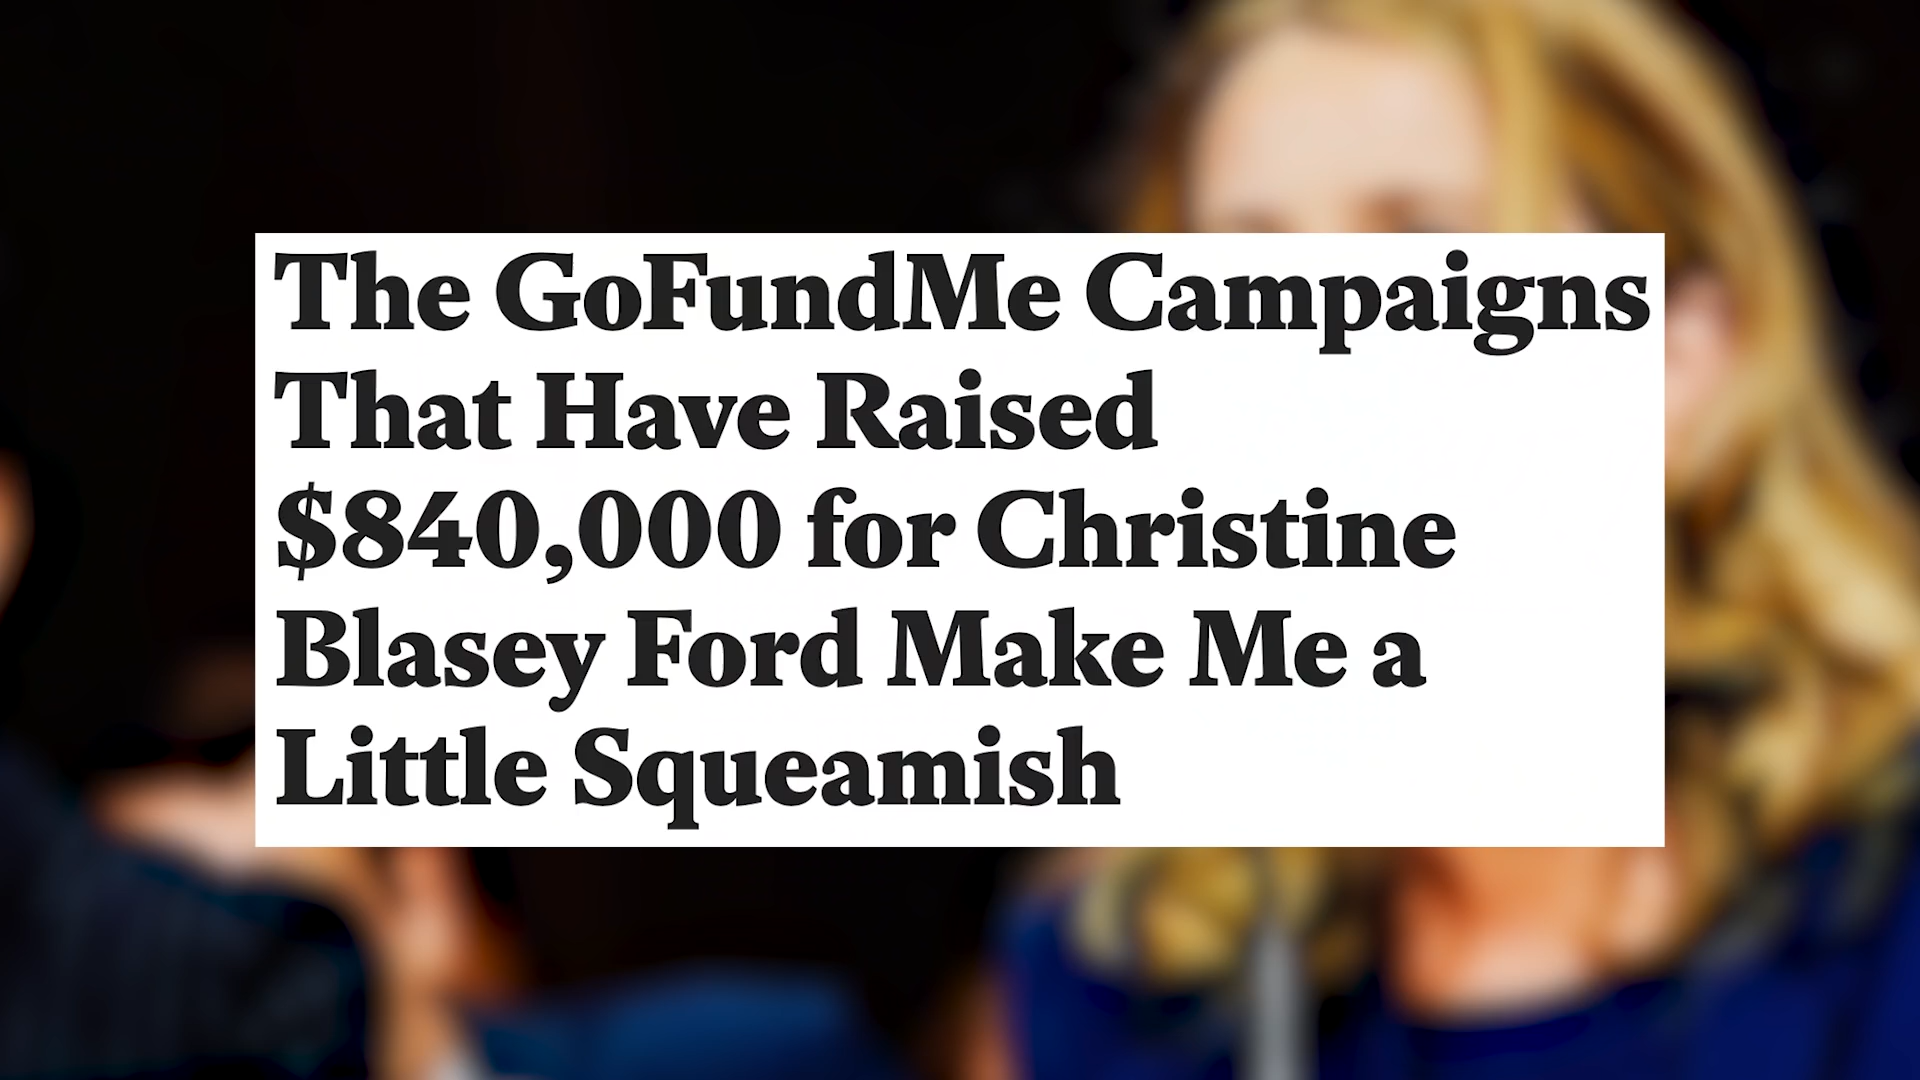 The GoFundMe Campaigns
That Have Raised
$840,000 for Christine
Blasey Ford Make Me a
Little Squeamish